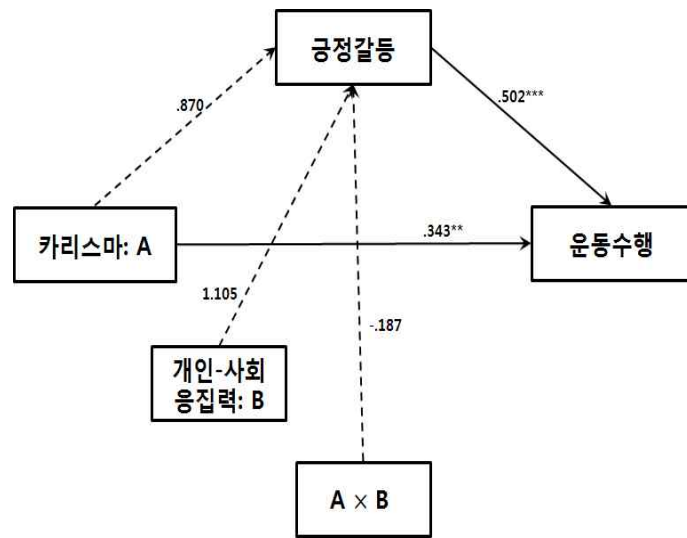 긍정갈등
.870
.502***
카리스마: A
.343**
운동수행
1.105
-.187
개인-사회
응집력: B
A × B